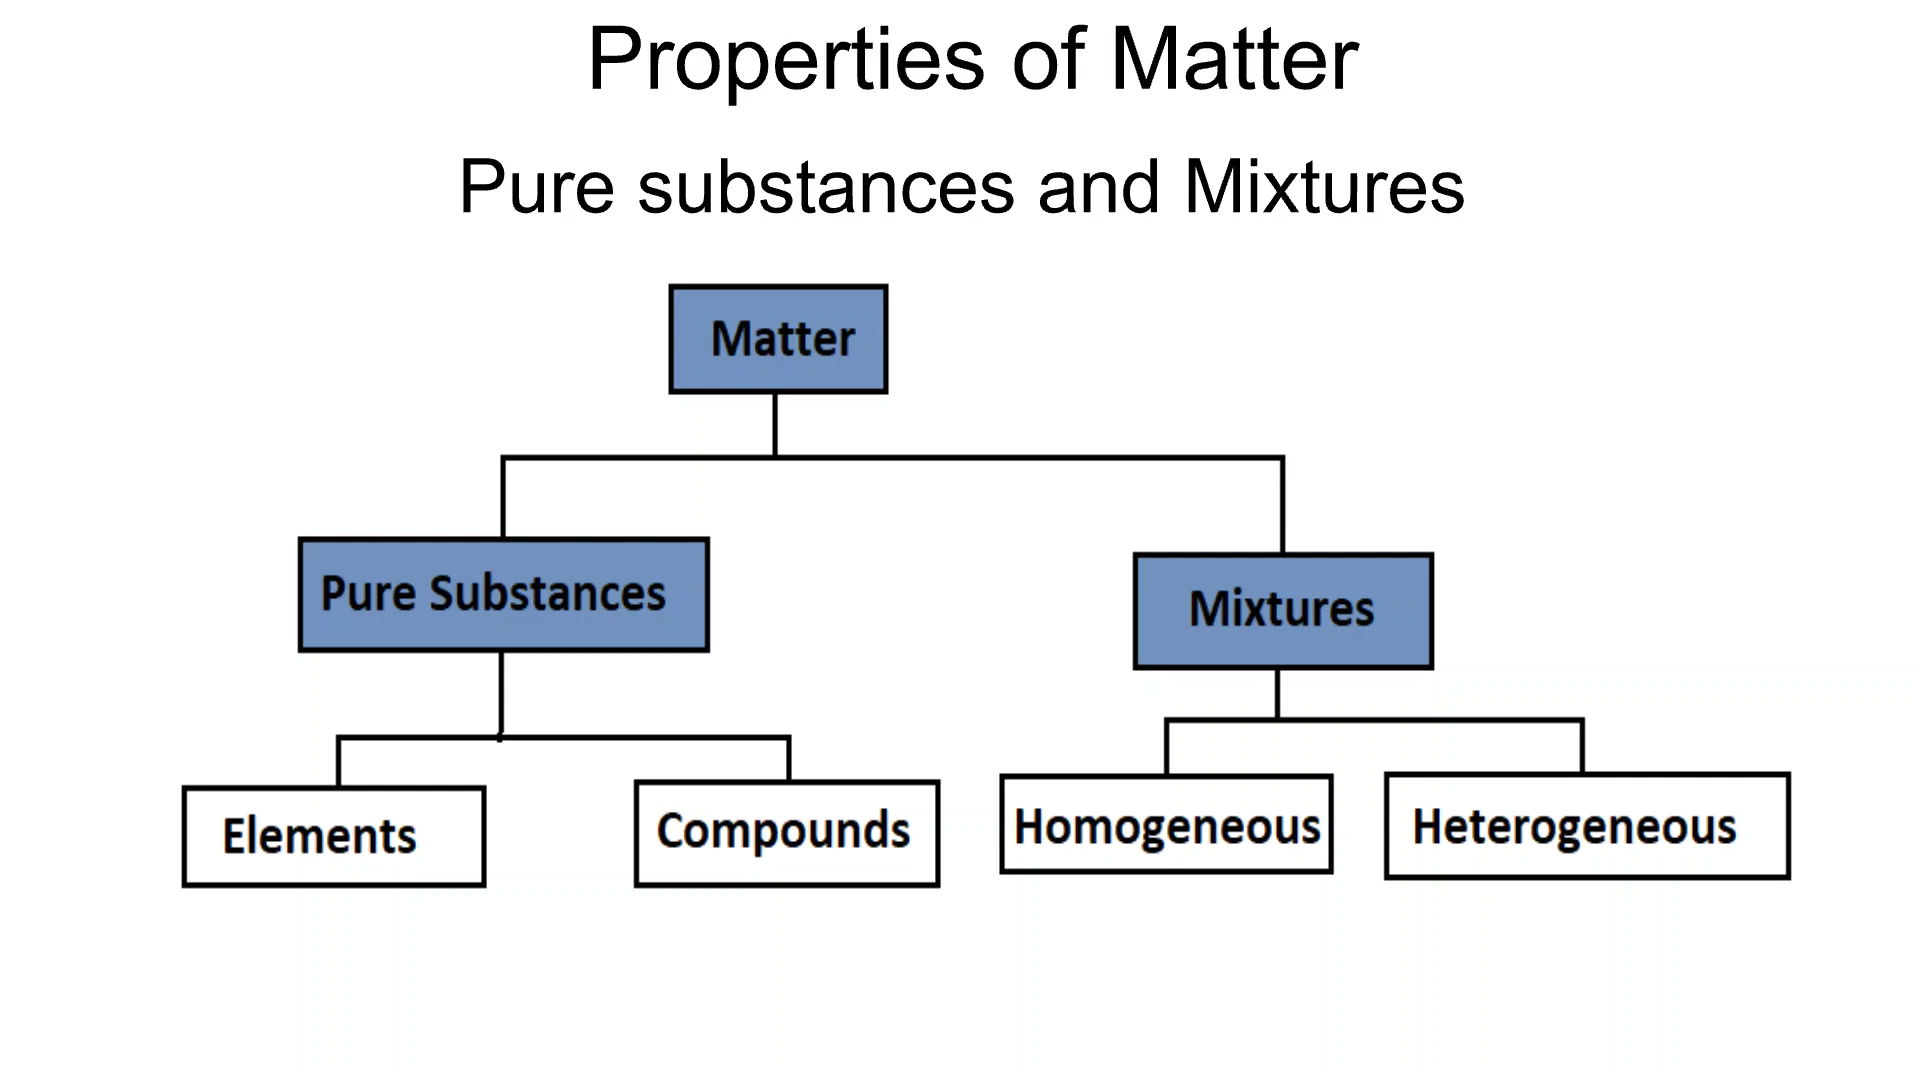 Properties of Matter
Pure substances and Mixtures
Matter
Pure Substances
Mixtures
Elements
Compounds
Homogeneous
Heterogeneous